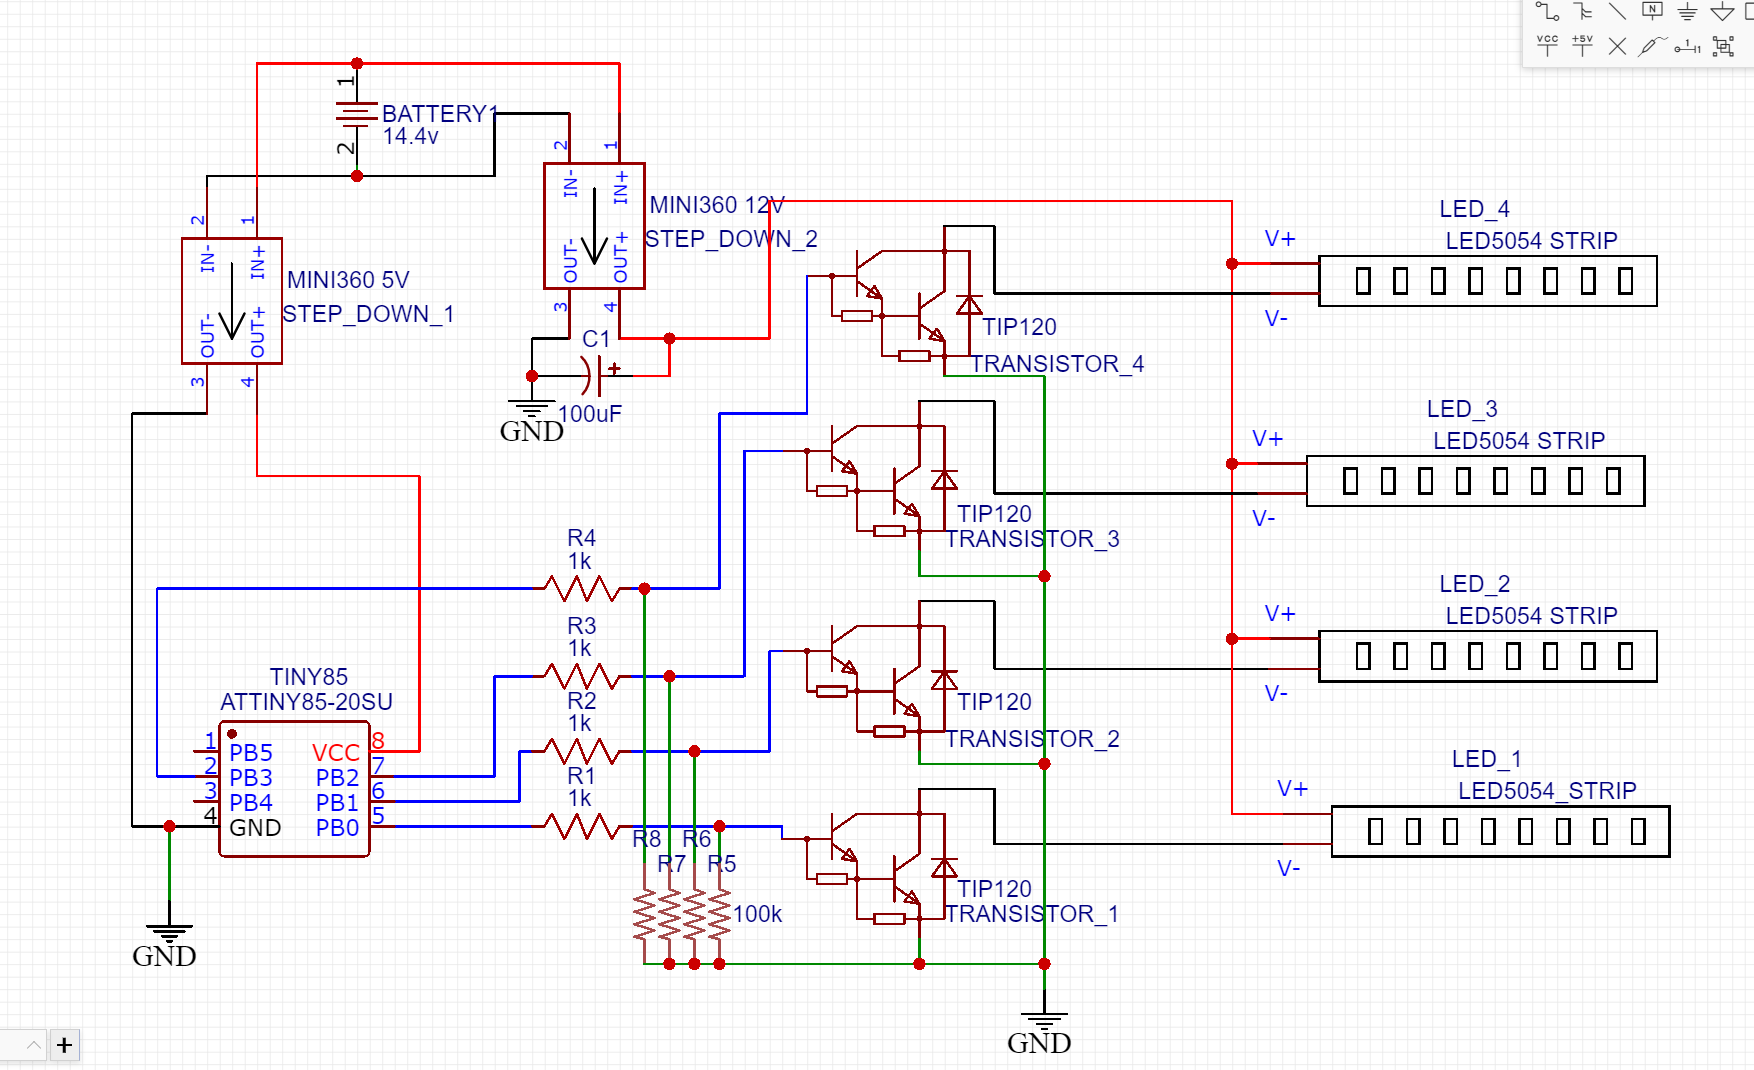 N
VCC +5V
1
BATTERY1
14.4v
2
2 1
IN- IN+
OUT- OUT+
3 4
MINI360 12V
STEP_DOWN_2
2 1
IN- IN+
OUT- OUT+
3 4
MINI360 5V
STEP_DOWN_1
C1
+
100uF
GND
TIP120
TRANSISTOR_4
LED_4
V+ LED5054 STRIP
V-
TIP120
TRANSISTOR_3
LED_3
V+ LED5054 STRIP
V-
R4
1k
R3
1k
R2
1k
R1
1k
TIP120
TRANSISTOR_2
LED_2
V+ LED5054 STRIP
V-
TINY85
ATTINY85-20SU
1 PB5 VCC 8
2 PB3 PB2 7
3 PB4 PB1 6
4 GND PB0 5
R8 R6
R7 R5
100k
TIP120
TRANSISTOR_1
LED_1
V+ LED5054_STRIP
V-
GND
GND
+